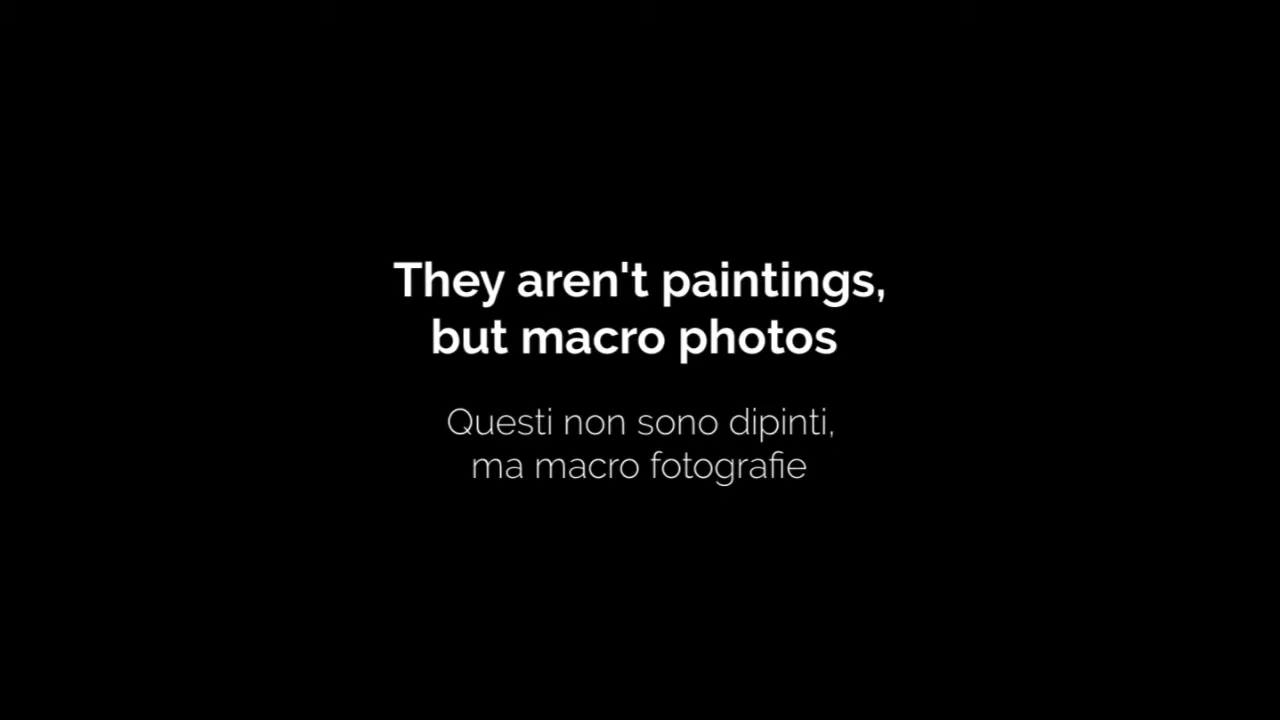 They aren't paintings,
but macro photos
Questi non sono dipinti,
ma macro fotografie